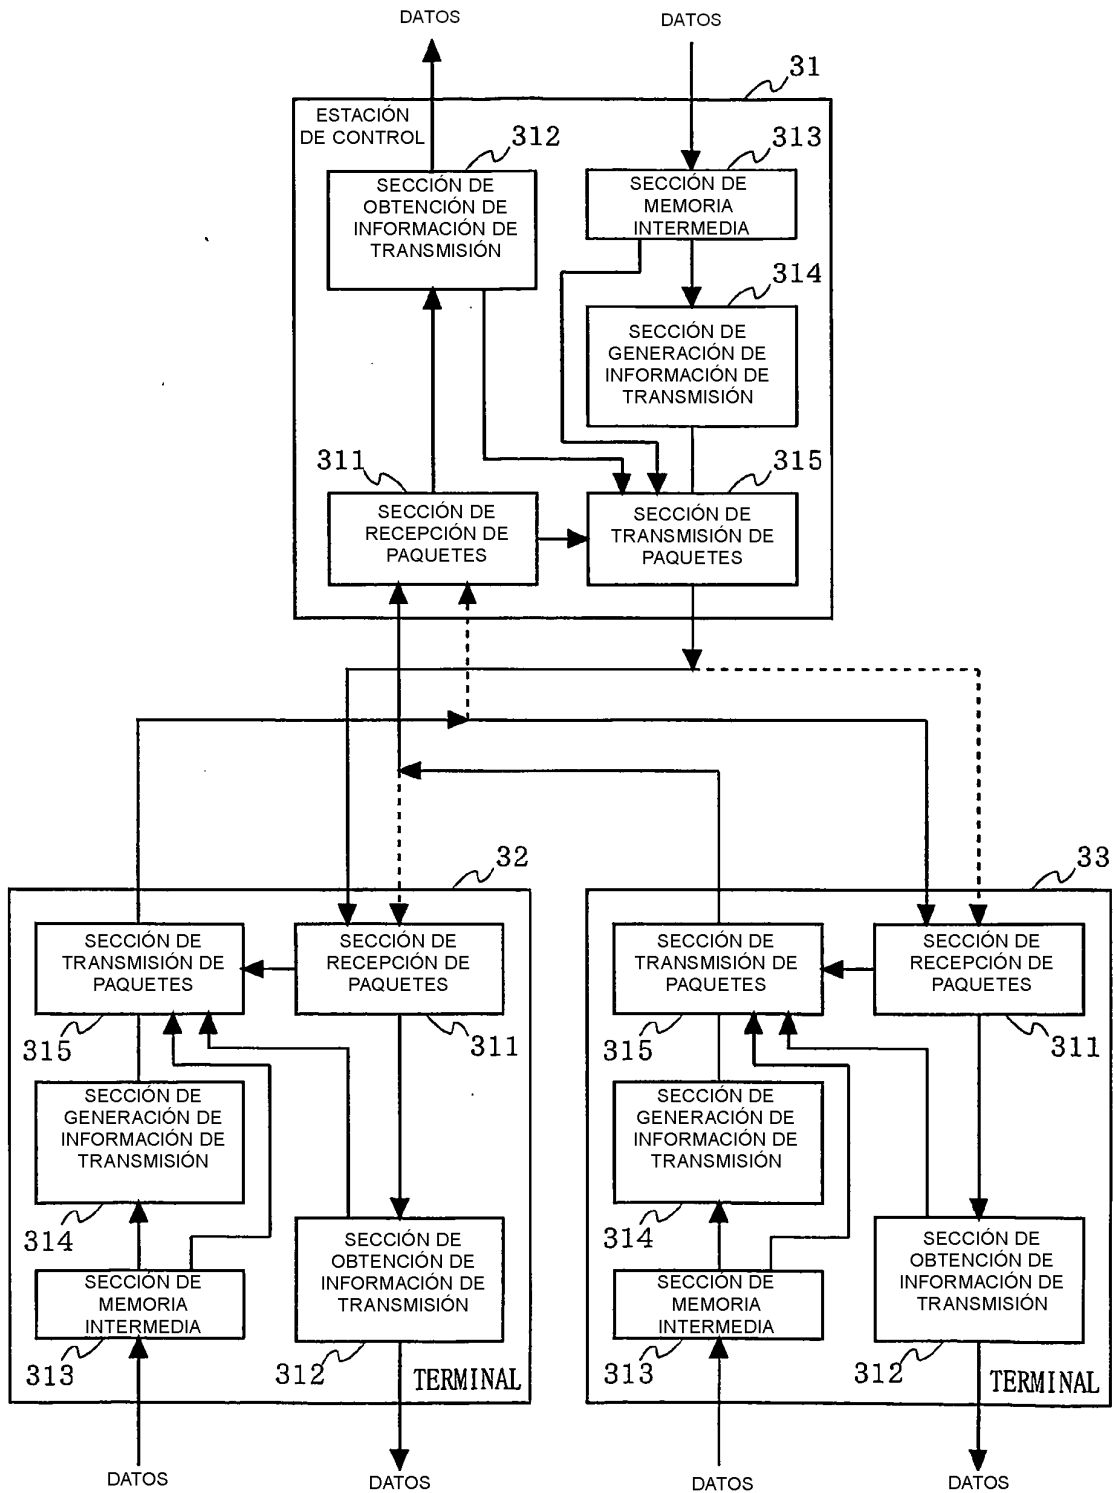 DATOS
DATOS
31
ESTACIÓN
DE CONTROL
312
313
SECCIÓN DE
OBTENCIÓN DE
INFORMACIÓN DE
TRANSMISIÓN
SECCIÓN DE
MEMORIA
INTERMEDIA
314
SECCIÓN DE
GENERACIÓN DE
INFORMACIÓN DE
TRANSMISIÓN
311
315
SECCIÓN DE
RECEPCIÓN DE
PAQUETES
SECCIÓN DE
TRANSMISIÓN DE
PAQUETES
32
SECCIÓN DE
TRANSMISIÓN DE
PAQUETES
SECCIÓN DE
RECEPCIÓN DE
PAQUETES
315
311
SECCIÓN DE
GENERACIÓN DE
INFORMACIÓN DE
TRANSMISIÓN
314
SECCIÓN DE
OBTENCIÓN DE
INFORMACIÓN DE
TRANSMISIÓN
SECCIÓN DE
MEMORIA
INTERMEDIA
313
312
TERMINAL
DATOS
DATOS
33
SECCIÓN DE
TRANSMISIÓN DE
PAQUETES
SECCIÓN DE
RECEPCIÓN DE
PAQUETES
315
311
SECCIÓN DE
GENERACIÓN DE
INFORMACIÓN DE
TRANSMISIÓN
314
SECCIÓN DE
OBTENCIÓN DE
INFORMACIÓN DE
TRANSMISIÓN
SECCIÓN DE
MEMORIA
INTERMEDIA
313
312
TERMINAL
DATOS
DATOS